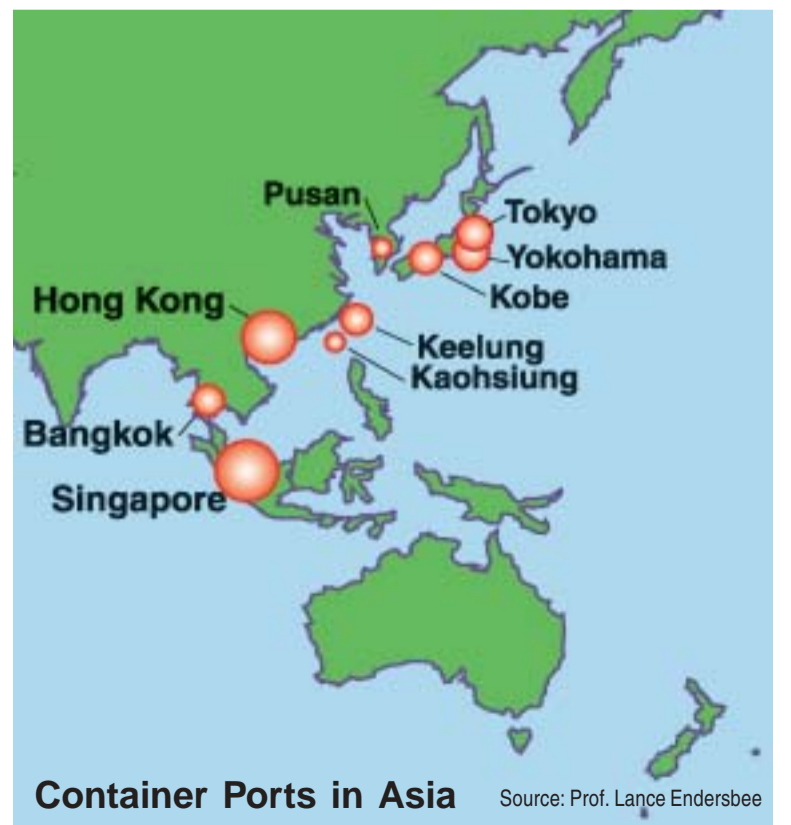 Pusan
Tokyo
Yokohama
Hong Kong
Kobe
Keelung
Kaohsiung
Bangkok
Singapore
Container Ports in Asia
Source: Prof. Lance Endersbee